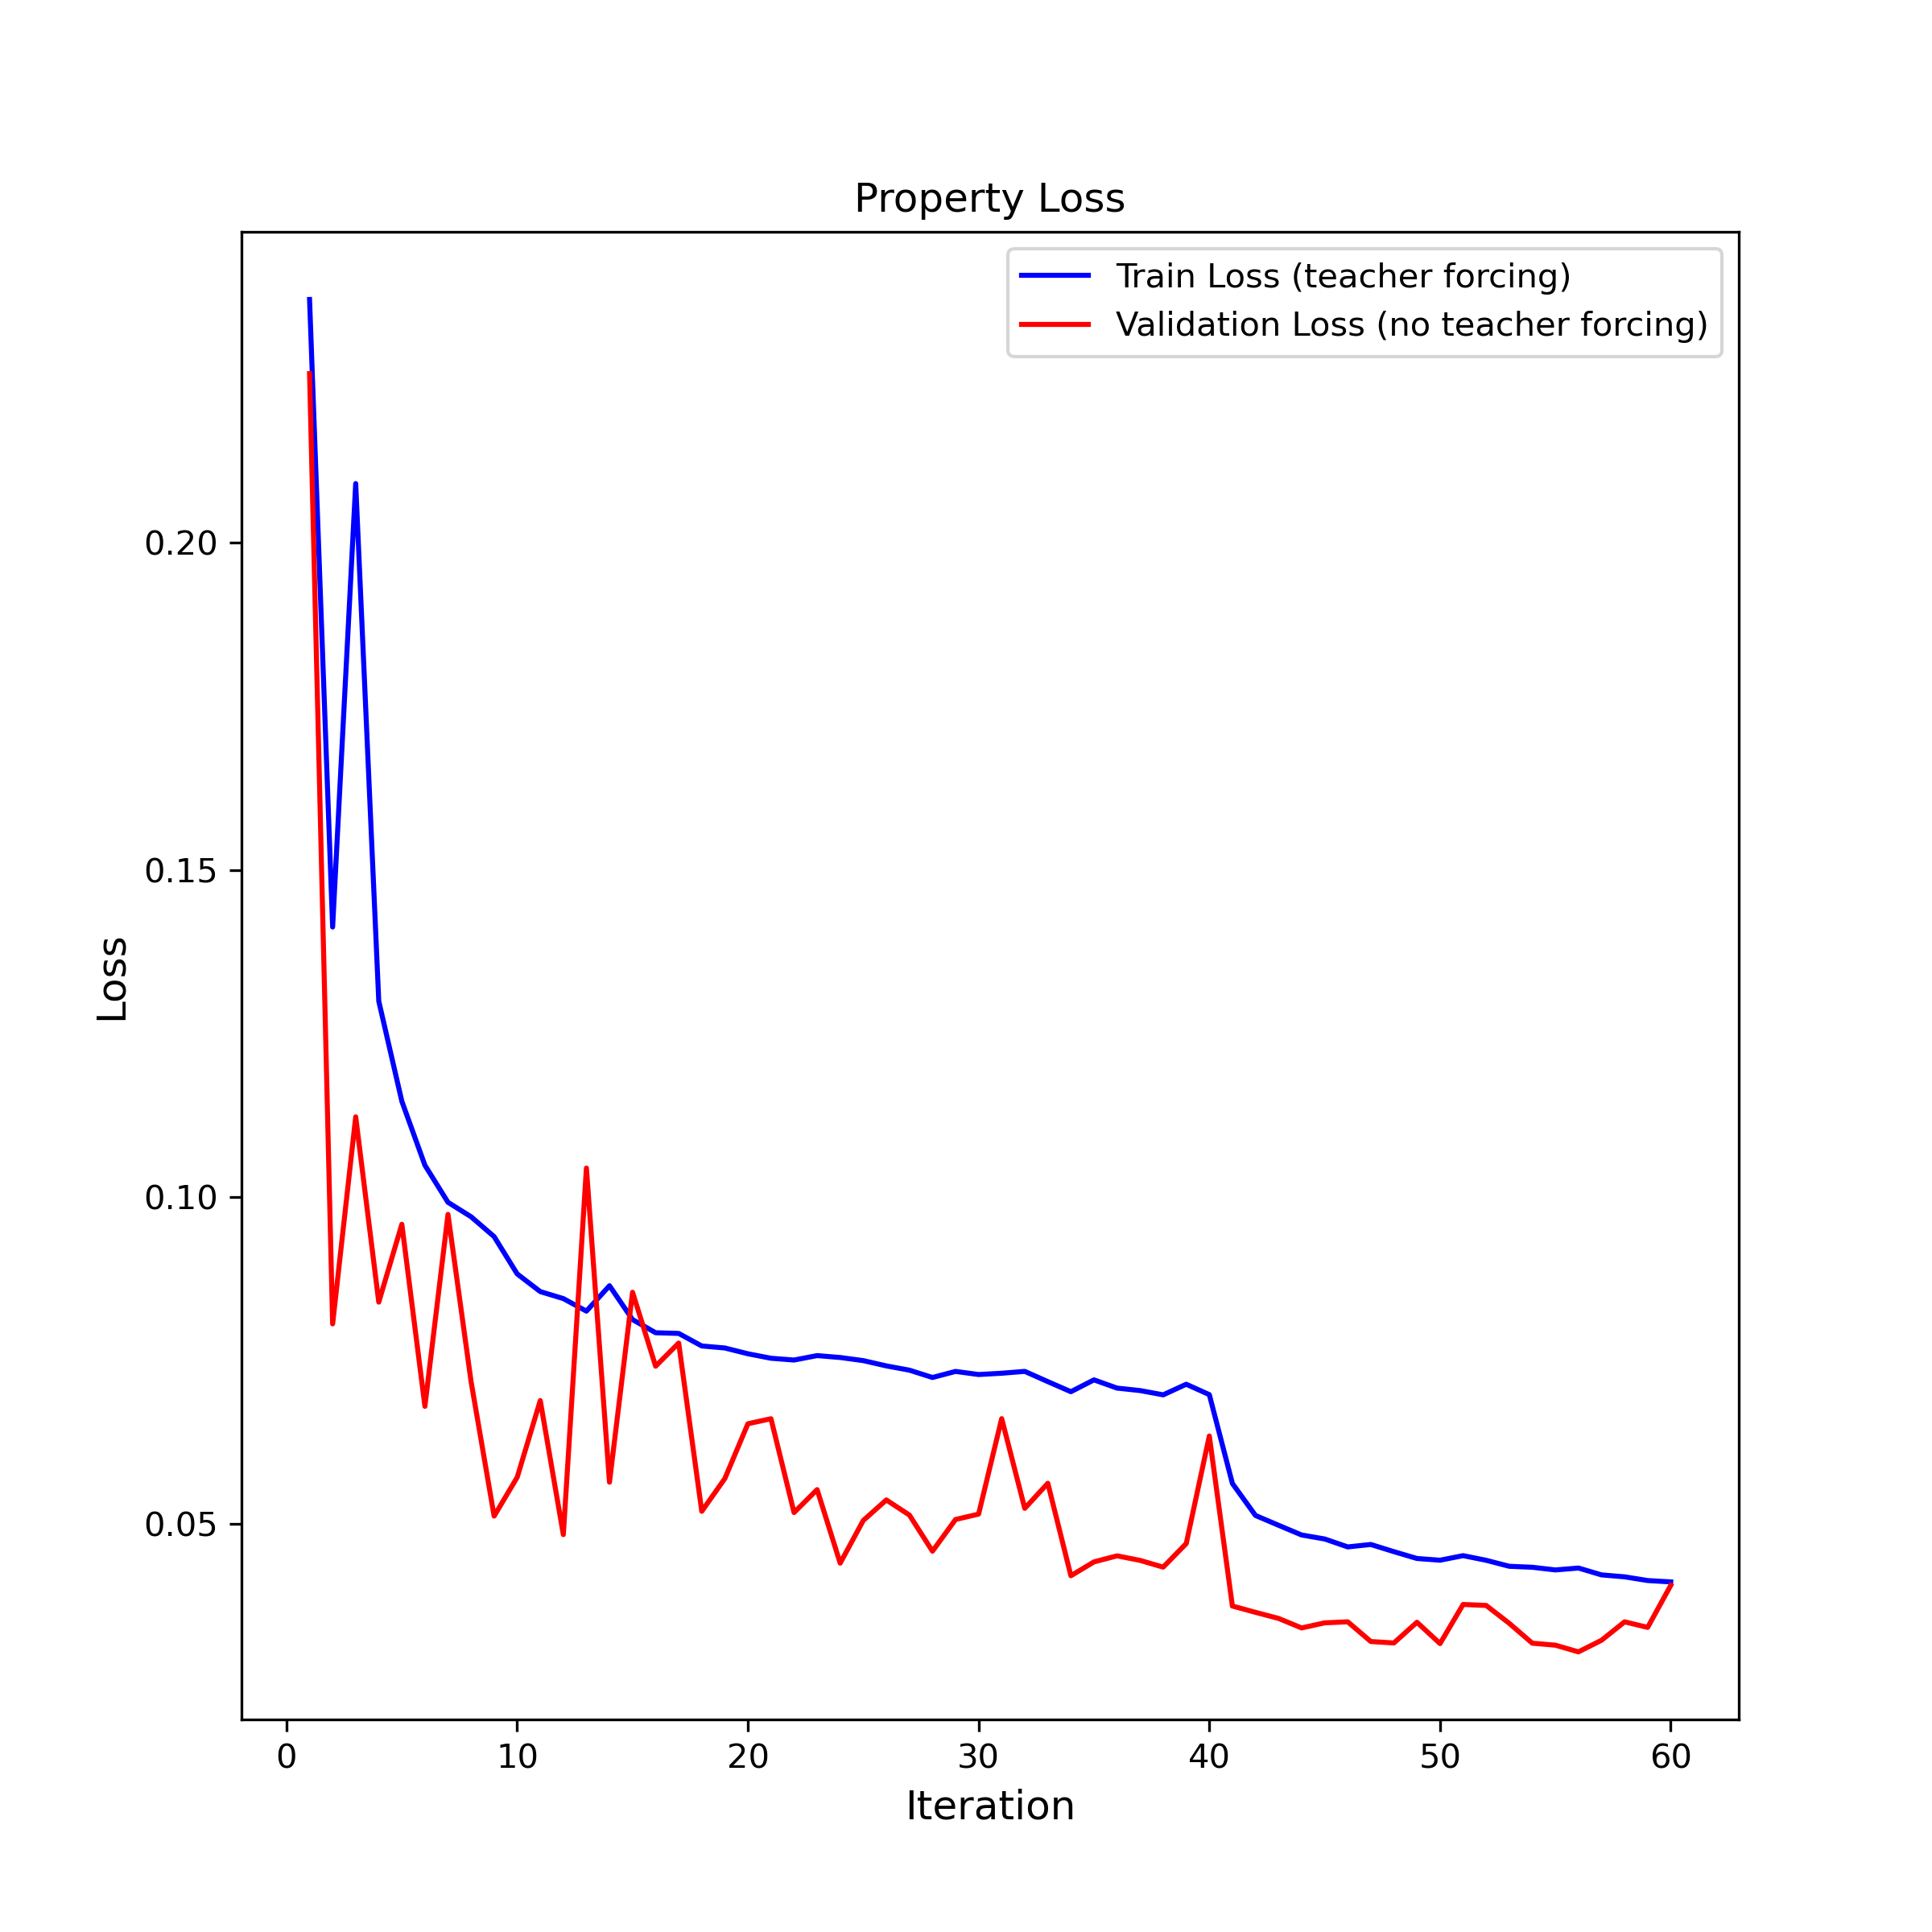 Property Loss
Train Loss (teacher forcing)
Validation Loss (no teacher forcing)
0.20
0.15
0.10
0.05
Loss
0 10 20 30 40 50 60
Iteration